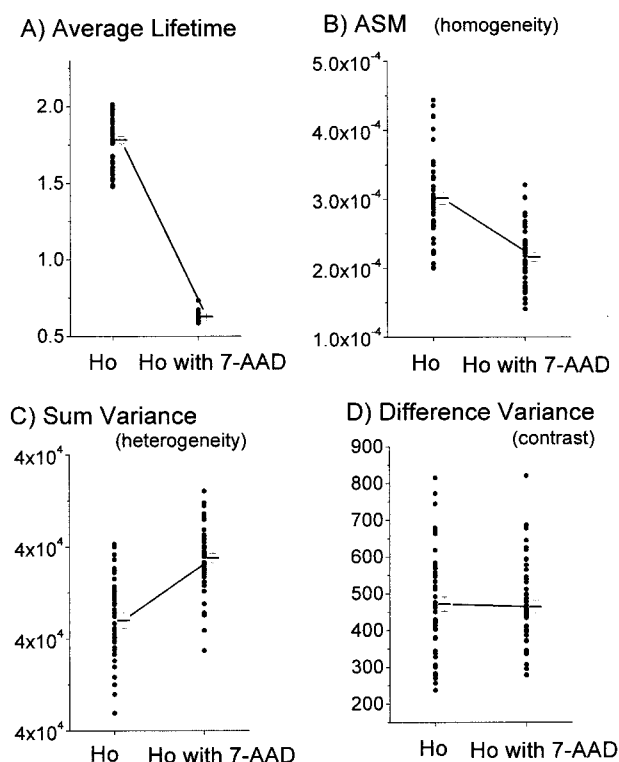 A) Average Lifetime
2.0
1.5
1.0
0.5
Ho Ho with 7-AAD
B) ASM (homogeneity)
5.0x10⁻⁴
4.0x10⁻⁴
3.0x10⁻⁴
2.0x10⁻⁴
1.0x10⁻⁴
Ho Ho with 7-AAD
C) Sum Variance
(heterogeneity)
4x10⁴
4x10⁴
4x10⁴
4x10⁴
Ho Ho with 7-AAD
D) Difference Variance
(contrast)
900
800
700
600
500
400
300
200
Ho Ho with 7-AAD